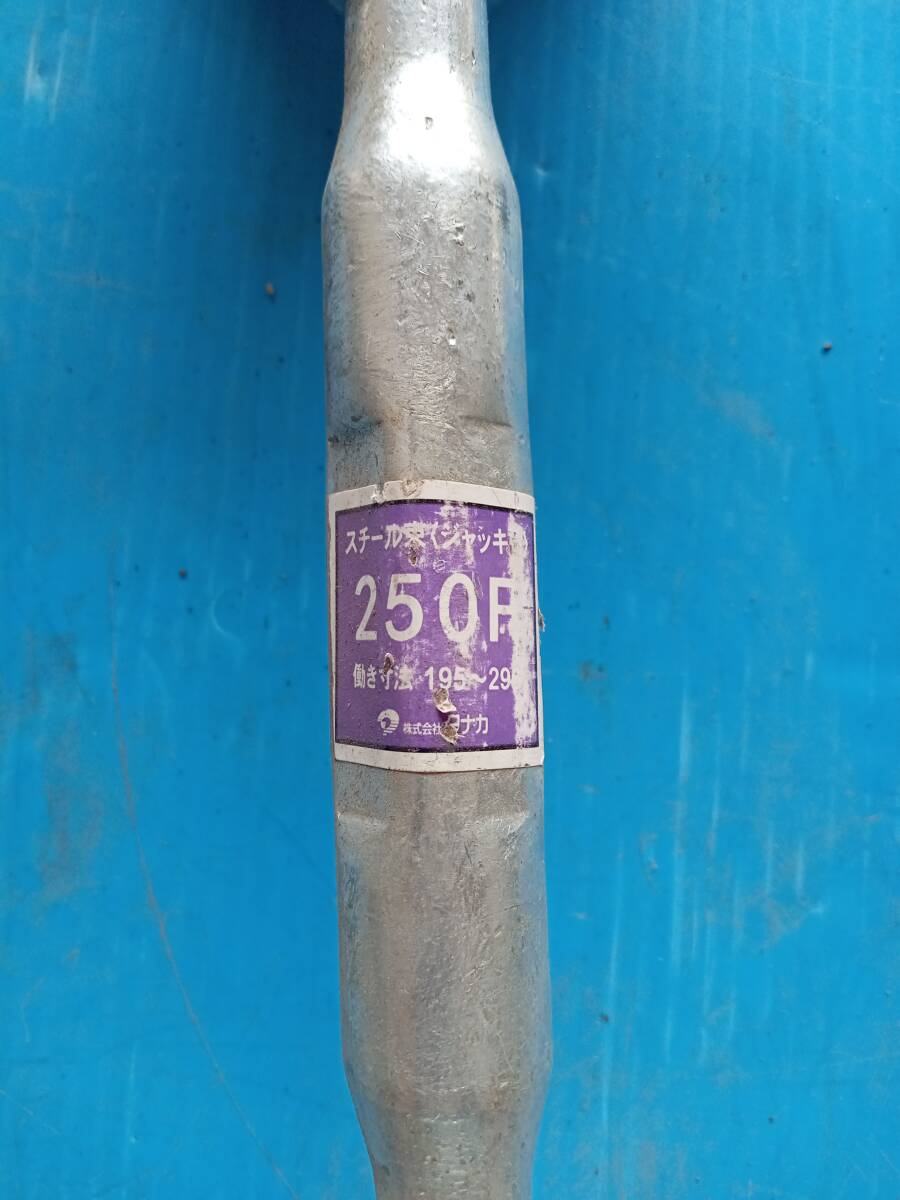 スチール束〈ジャッキ
250F
働き寸法 195~29
株式会社タナカ